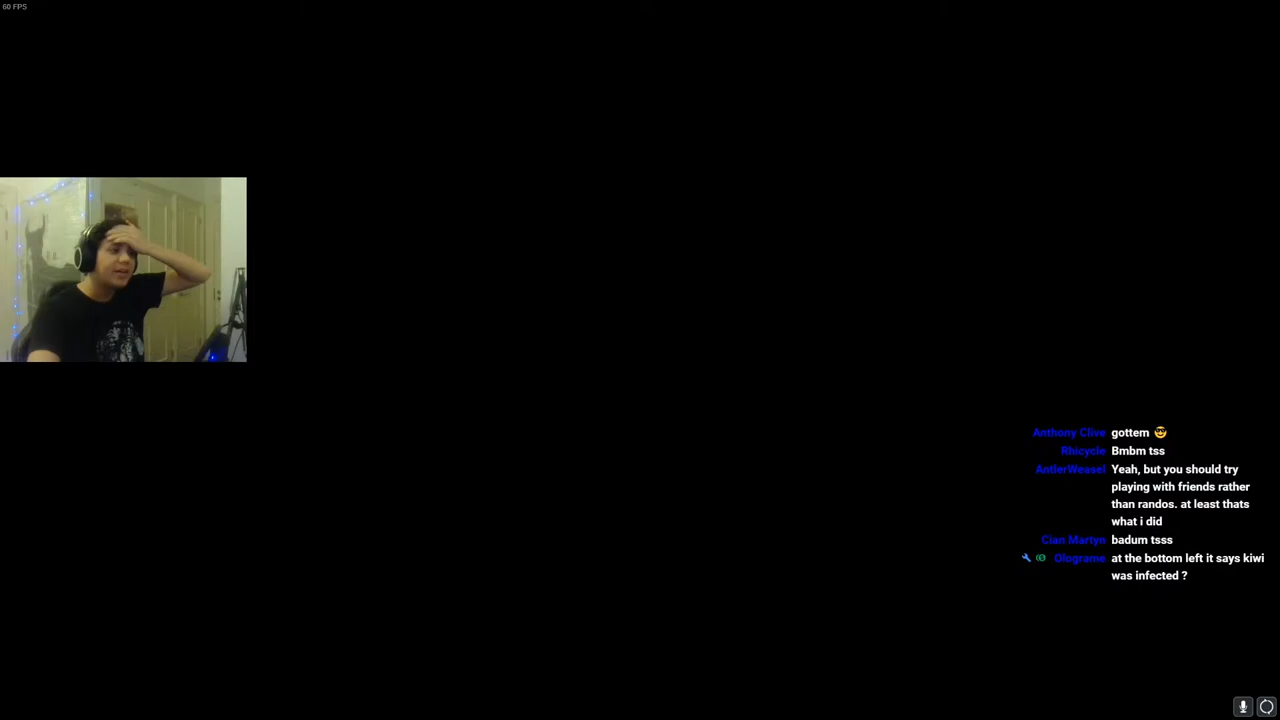 60 FPS
Anthony Clive gottem 😎
Rhicycle Bmbm tss
AntlerWeasel Yeah, but you should try
playing with friends rather
than randos. at least thats
what i did
Cian Martyn badum tsss
Olograme at the bottom left it says kiwi
was infected ?